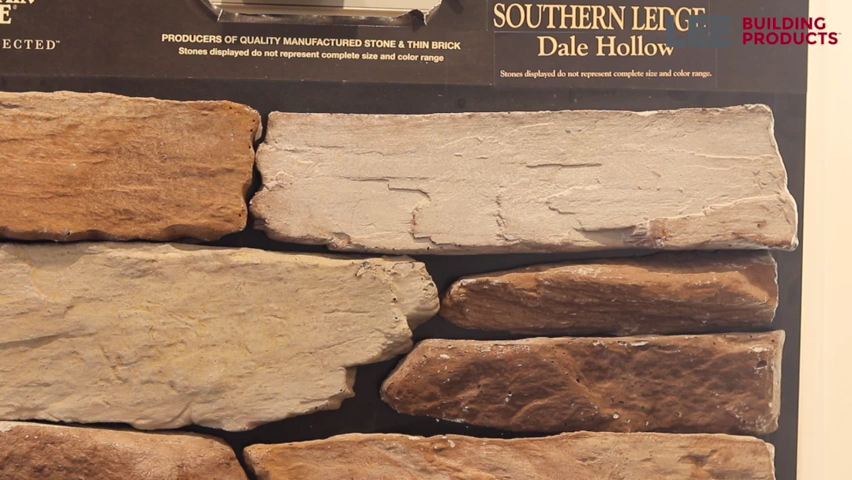 ECTED™
PRODUCERS OF QUALITY MANUFACTURED STONE & THIN BRICK
Stones displayed do not represent complete size and color range
SOUTHERN LEDGE
Dale Hollow
Stones displayed do not represent complete size and color range.
BUILDING
PRODUCTS